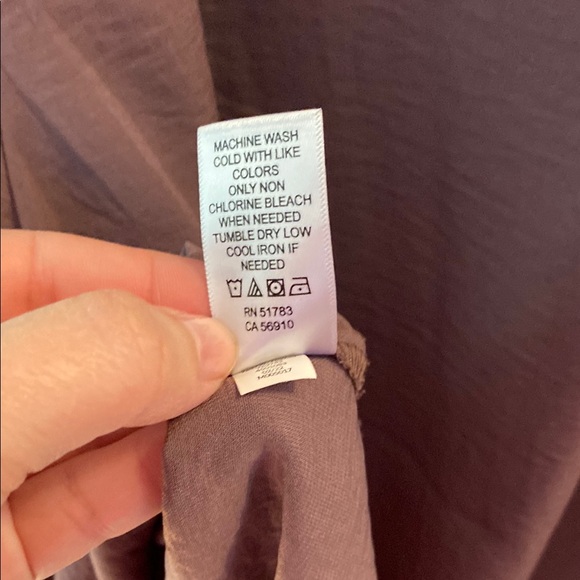 MACHINE WASH
COLD WITH LIKE
COLORS
ONLY NON
CHLORINE BLEACH
WHEN NEEDED
TUMBLE DRY LOW
COOL IRON IF
NEEDED
RN 51783
CA 56910